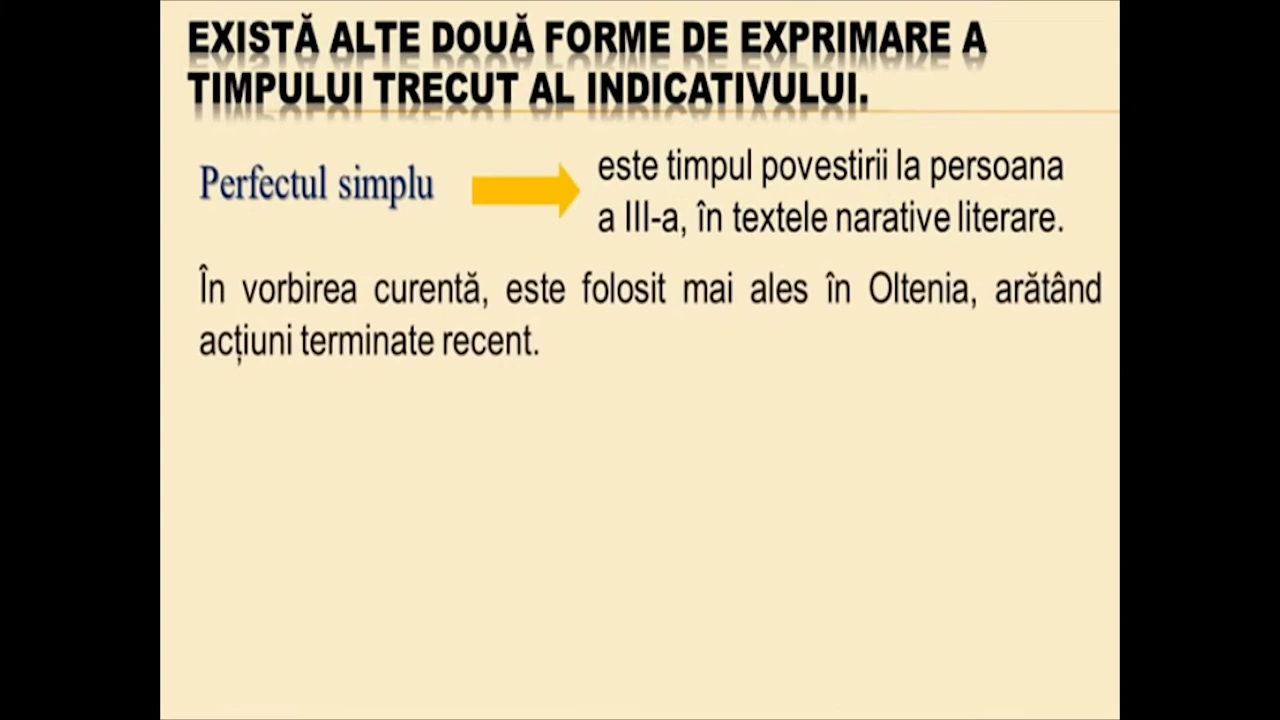 EXISTĂ ALTE DOUĂ FORME DE EXPRIMARE A
TIMPULUI TRECUT AL INDICATIVULUI.
Perfectul simplu
este timpul povestirii la persoana
a III-a, în textele narative literare.
În vorbirea curentă, este folosit mai ales în Oltenia, arătând
acțiuni terminate recent.